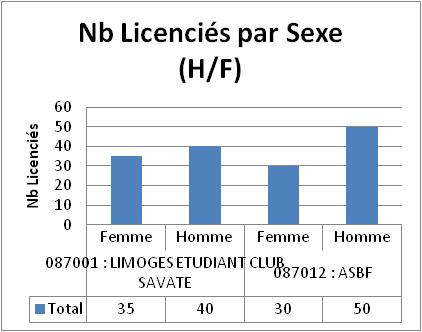 Nb Licenciés par Sexe
(H/F)
Nb Licenciés
60
50
40
30
20
10
0
Femme Homme Femme Homme
087001 : LIMOGES ETUDIANT CLUB
SAVATE
087012 : ASBF
Total 35 40 30 50